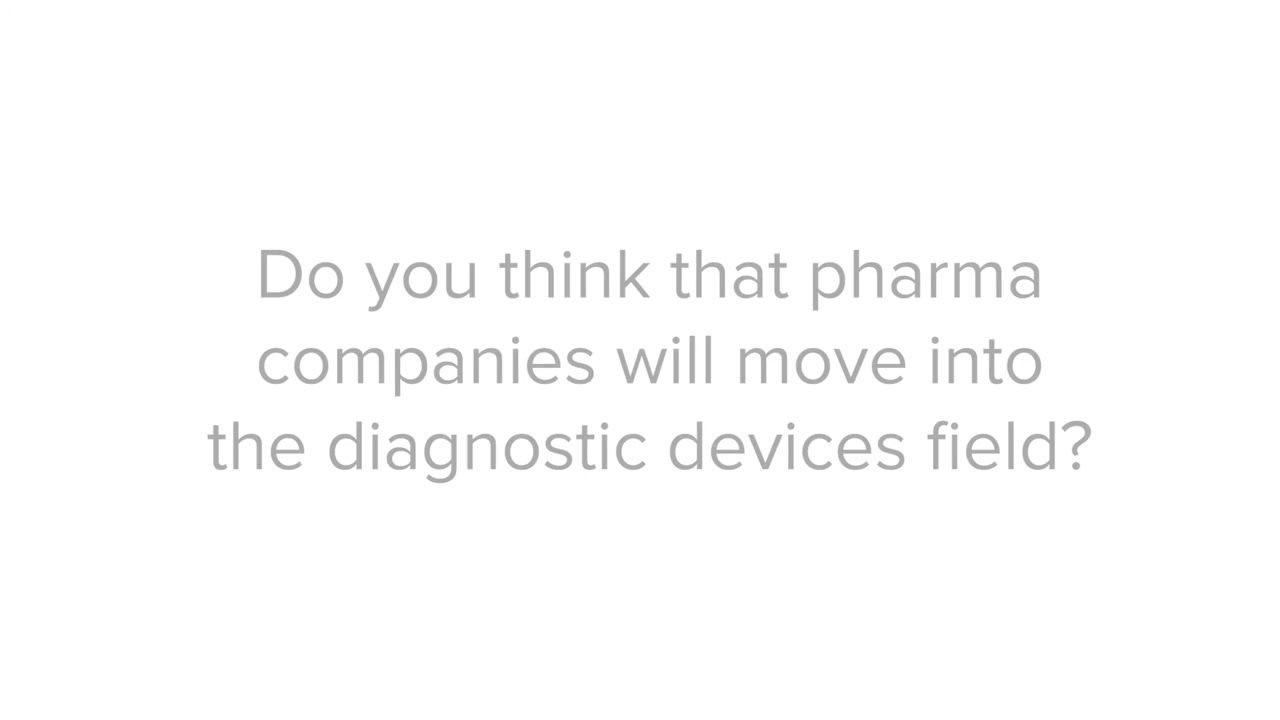 Do you think that pharma
companies will move into
the diagnostic devices field?